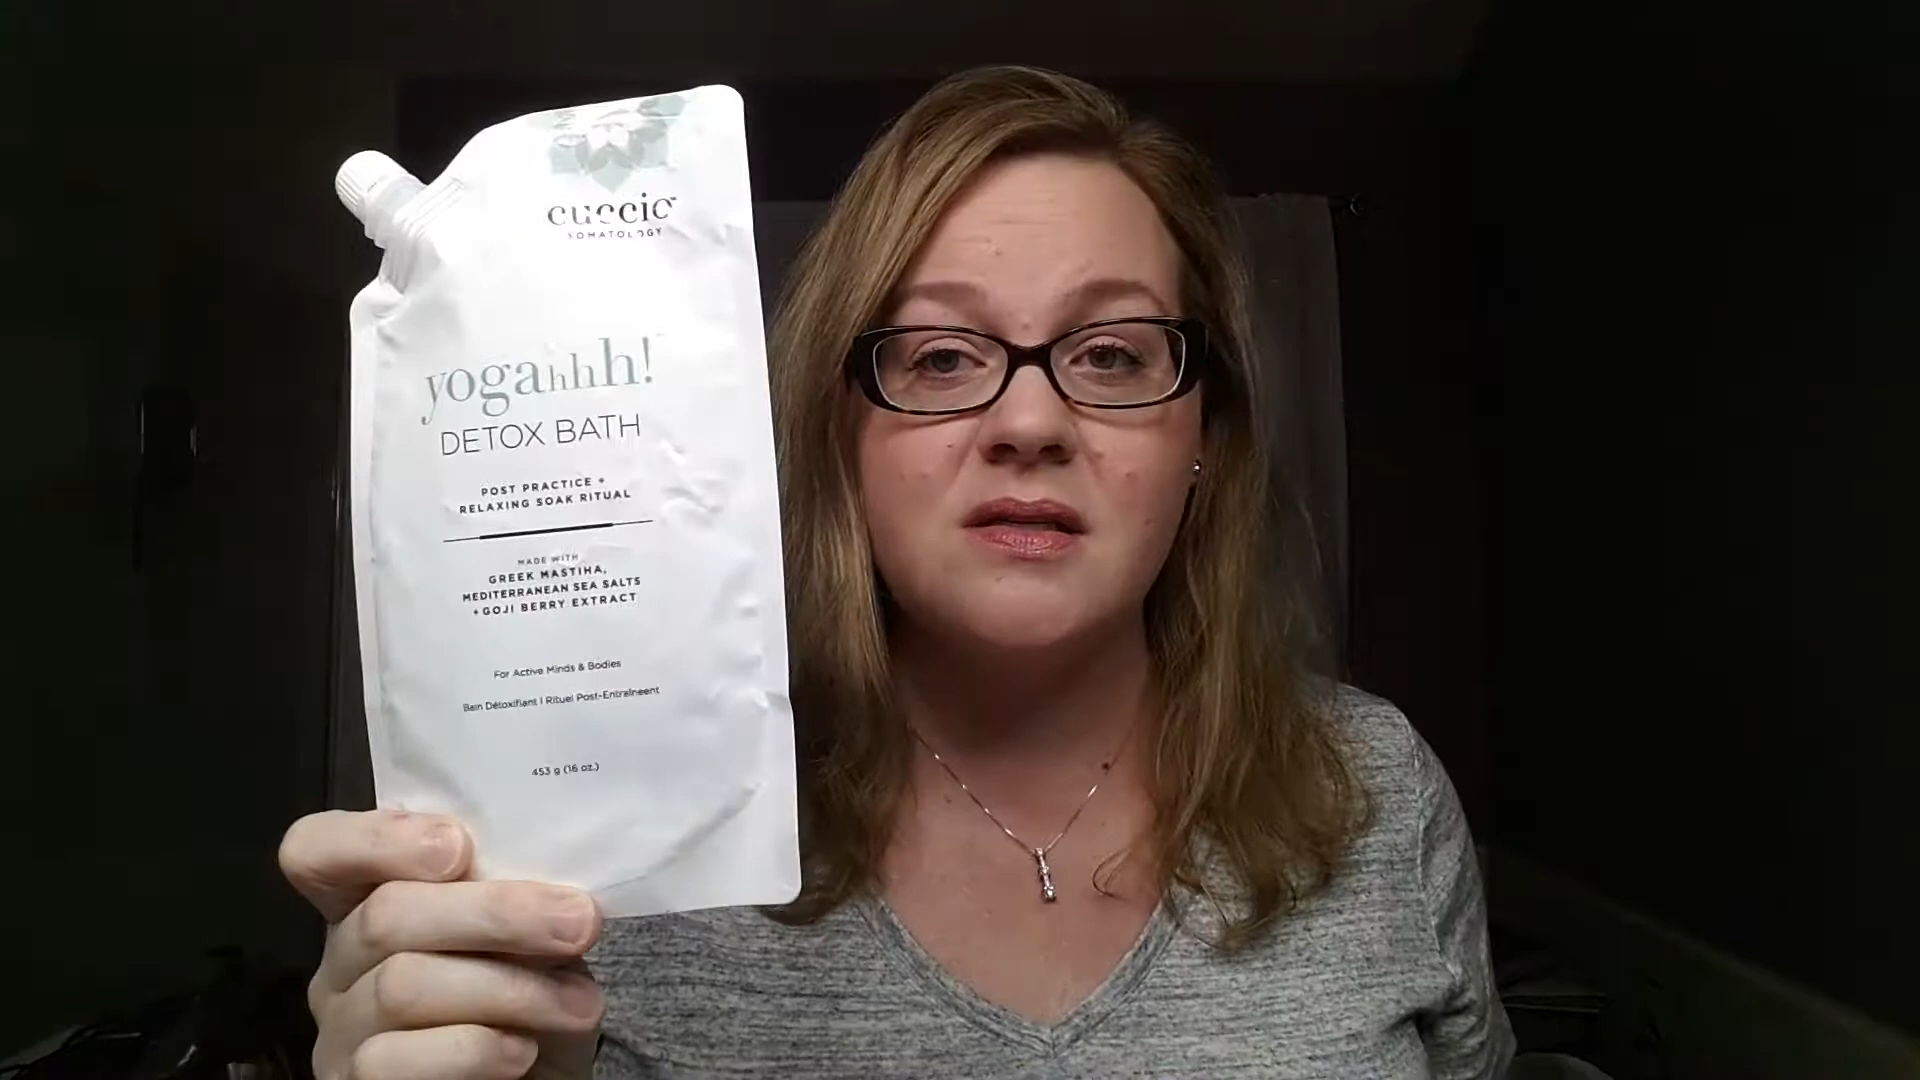 cuccio
SOMATOLOGY
yogahhh!
DETOX BATH
POST PRACTICE +
RELAXING SOAK RITUAL
MADE WITH
GREEK MASTIHA,
MEDITERRANEAN SEA SALTS
+ GOJI BERRY EXTRACT
For Active Minds & Bodies
Bain Détoxifiant | Rituel Post-Entraîneent
453 g (16 oz.)